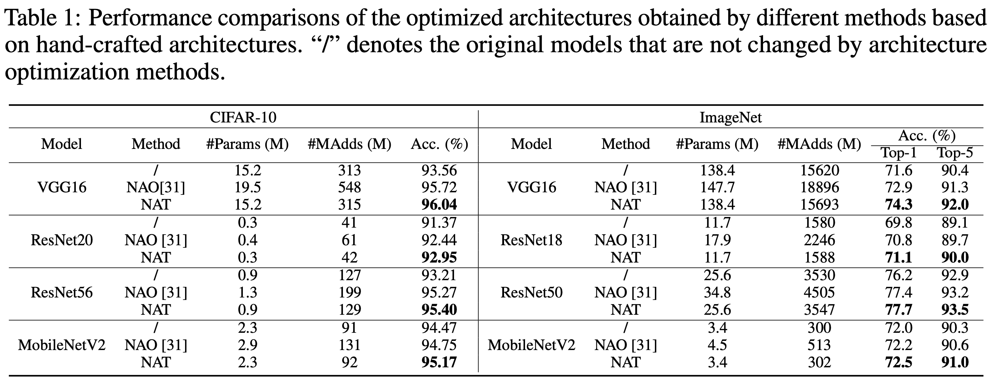 Table 1: Performance comparisons of the optimized architectures obtained by different methods based
on hand-crafted architectures. “/” denotes the original models that are not changed by architecture
optimization methods.
CIFAR-10 ImageNet
Model Method #Params (M) #MAdds (M) Acc. (%) Model Method #Params (M) #MAdds (M) Acc. (%)
Top-1 Top-5
/ 15.2 313 93.56 / 138.4 15620 71.6 90.4
VGG16 NAO[31] 19.5 548 95.72 VGG16 NAO [31] 147.7 18896 72.9 91.3
NAT 15.2 315 96.04 NAT 138.4 15693 74.3 92.0
/ 0.3 41 91.37 / 11.7 1580 69.8 89.1
ResNet20 NAO [31] 0.4 61 92.44 ResNet18 NAO [31] 17.9 2246 70.8 89.7
NAT 0.3 42 92.95 NAT 11.7 1588 71.1 90.0
/ 0.9 127 93.21 / 25.6 3530 76.2 92.9
ResNet56 NAO [31] 1.3 199 95.27 ResNet50 NAO [31] 34.8 4505 77.4 93.2
NAT 0.9 129 95.40 NAT 25.6 3547 77.7 93.5
/ 2.3 91 94.47 / 3.4 300 72.0 90.3
MobileNetV2 NAO [31] 2.9 131 94.75 MobileNetV2 NAO [31] 4.5 513 72.2 90.6
NAT 2.3 92 95.17 NAT 3.4 302 72.5 91.0